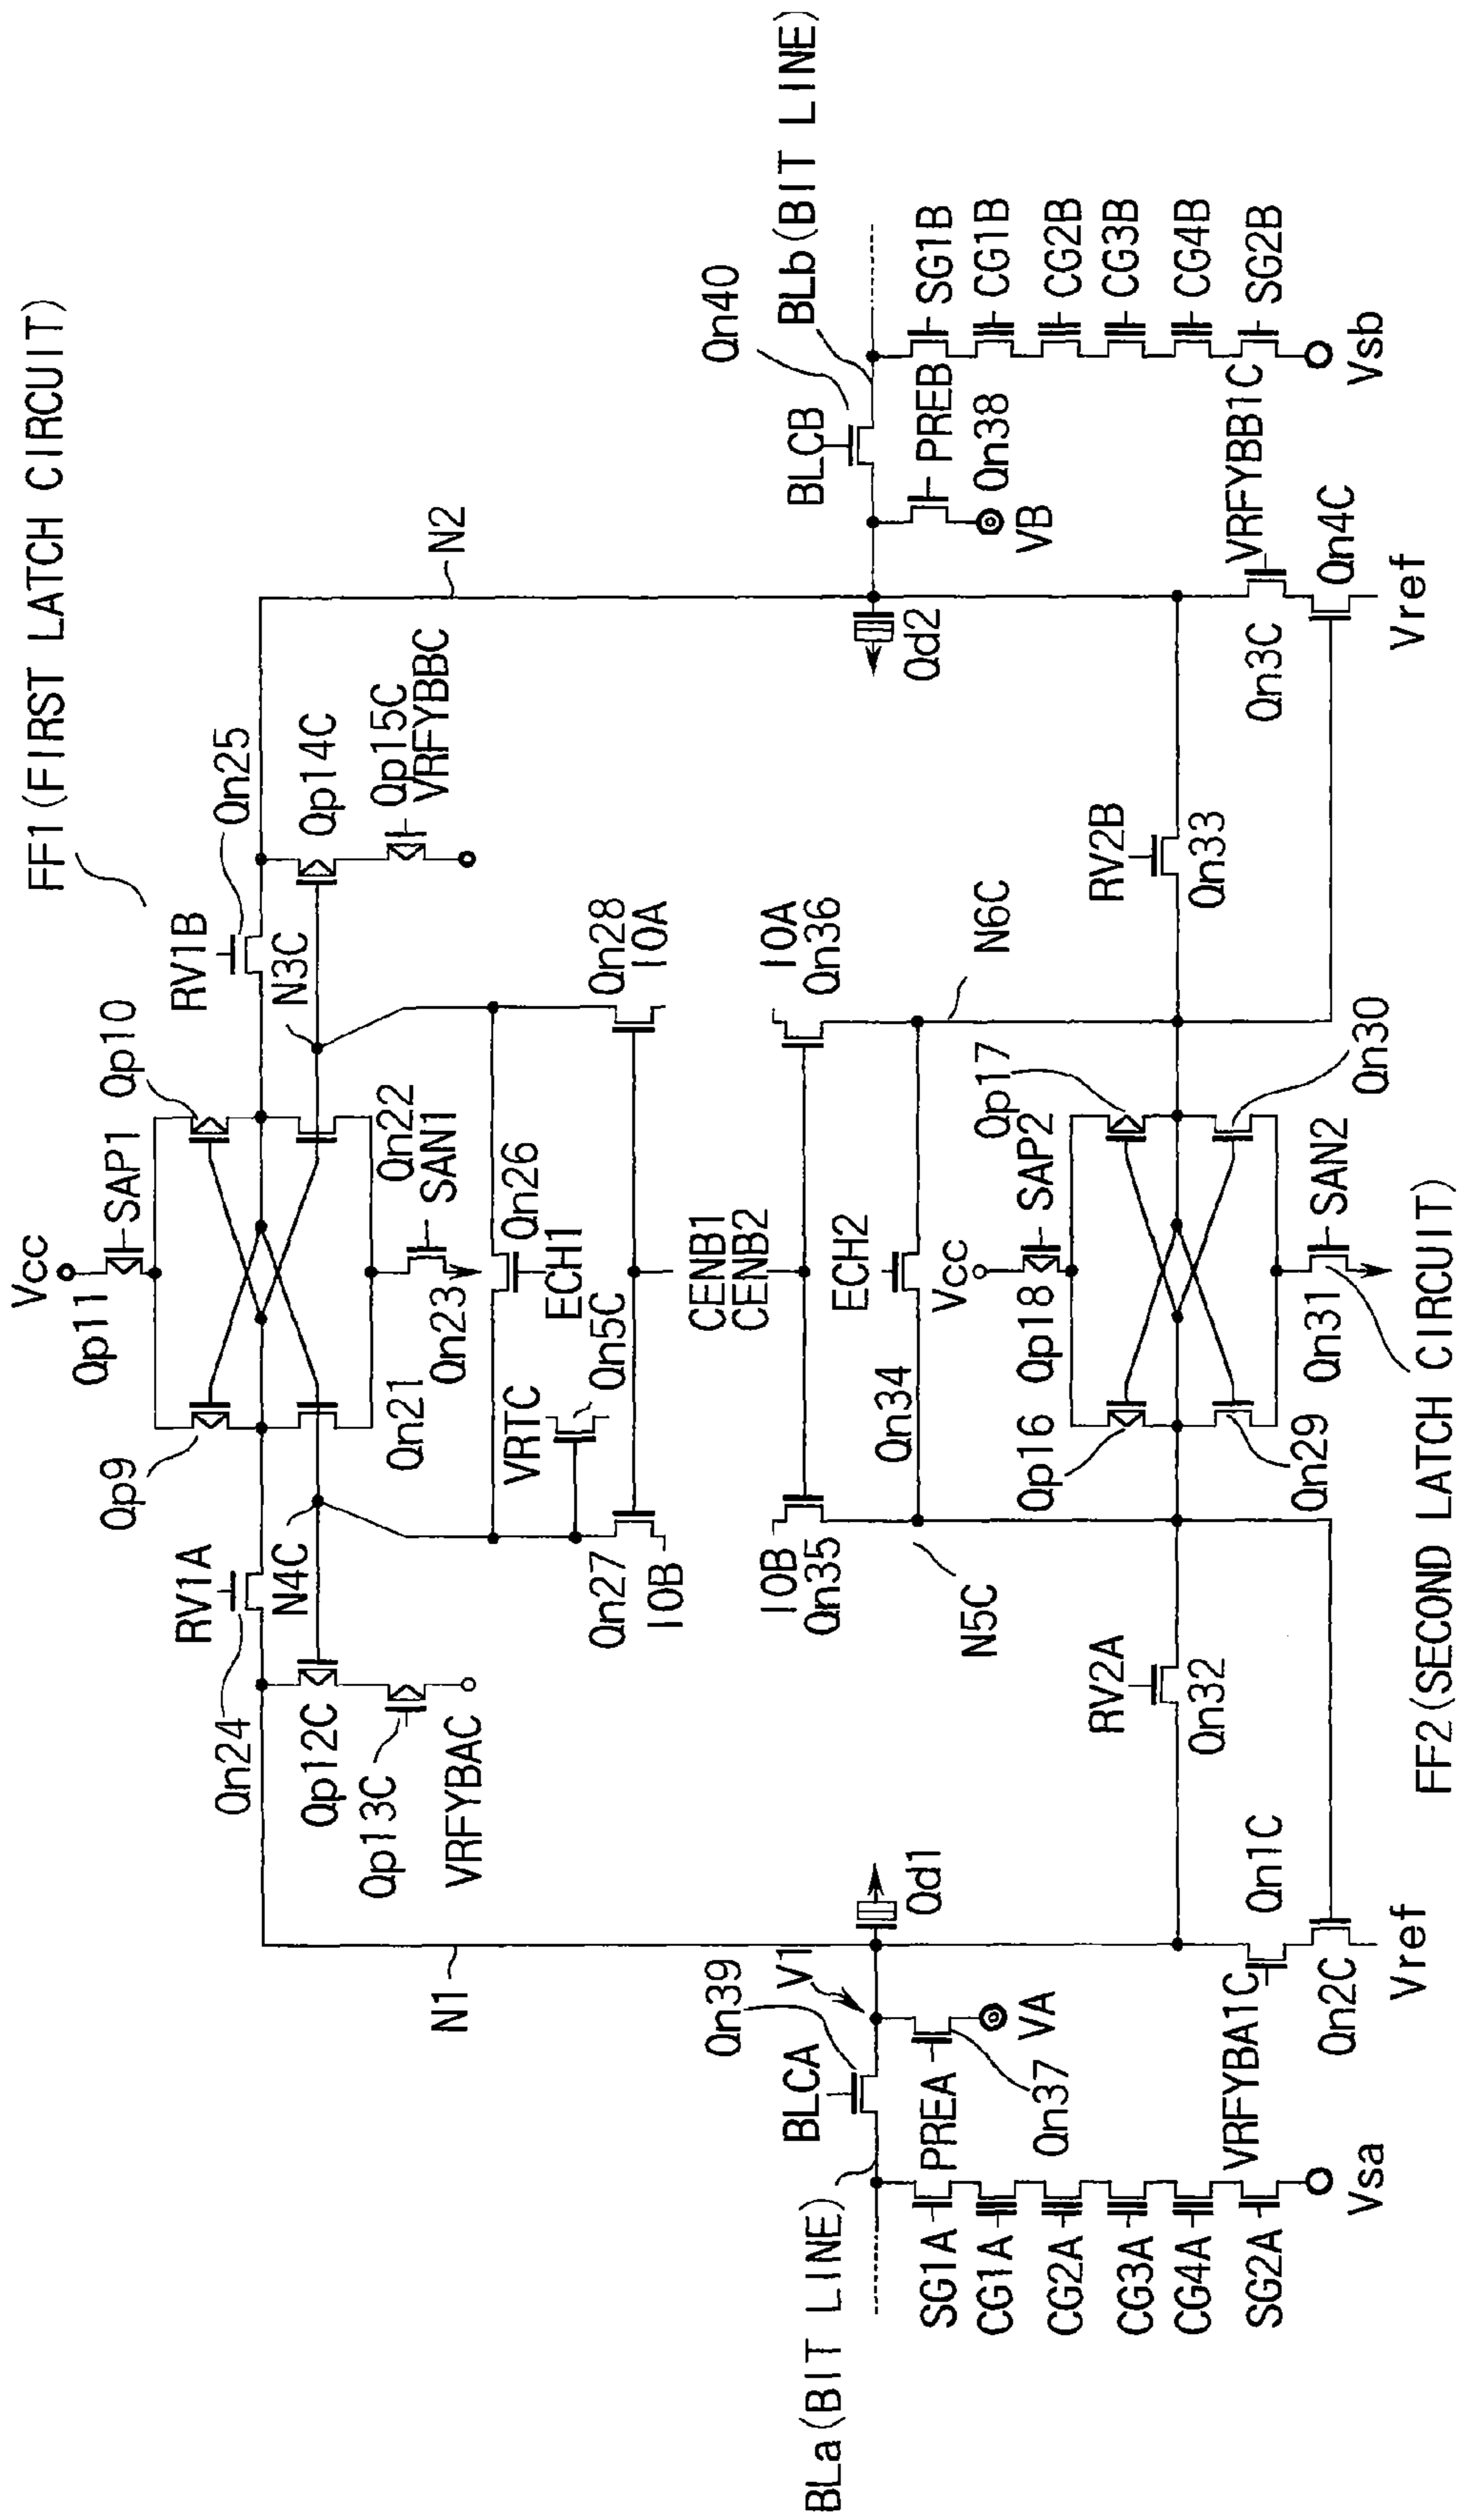 FF1(FIRST LATCH CIRCUIT)
Vcc
Qp11
SAP1
Qp9
Qp10
RV1A
RV1B
Qn24
Qn25
N4C
N3C
Qp12C
Qp14C
Qp13C
Qp15C
VRFYBAC
VRFYBBC
Qn21
Qn22
Qn23
SAN1
N1
N2
Qn26
ECH1
VRTC
Qn5C
Qn27
IOB
Qn28
IOA
CENB1
CENB2
IOB
Qn35
IOA
Qn36
ECH2
Qn34
BLa(BIT LINE)
BLCA
Qn39
V1
Qd1
Qd2
BLCB
Qn40
BLb(BIT LINE)
PREA
Qn37
VA
PREB
Qn38
VB
SG1A
CG1A
CG2A
CG3A
CG4A
SG2A
Vsa
SG1B
CG1B
CG2B
CG3B
CG4B
SG2B
Vsb
N5C
N6C
Vcc
Qp18
SAP2
Qp16
Qp17
RV2A
Qn32
RV2B
Qn33
Qn29
Qn30
Qn31
SAN2
VRFYBA1C
Qn1C
Qn2C
Vref
VRFYBB1C
Qn3C
Qn4C
Vref
FF2(SECOND LATCH CIRCUIT)